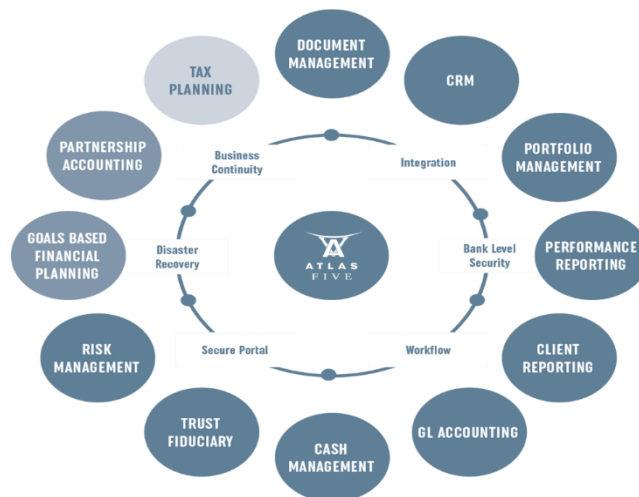 DOCUMENT
MANAGEMENT
CRM
PORTFOLIO
MANAGEMENT
PERFORMANCE
REPORTING
CLIENT
REPORTING
GL ACCOUNTING
CASH
MANAGEMENT
TRUST
FIDUCIARY
RISK
MANAGEMENT
GOALS BASED
FINANCIAL
PLANNING
PARTNERSHIP
ACCOUNTING
TAX
PLANNING
Business
Continuity
Integration
Bank Level
Security
Workflow
Secure Portal
Disaster
Recovery
ATLAS
FIVE